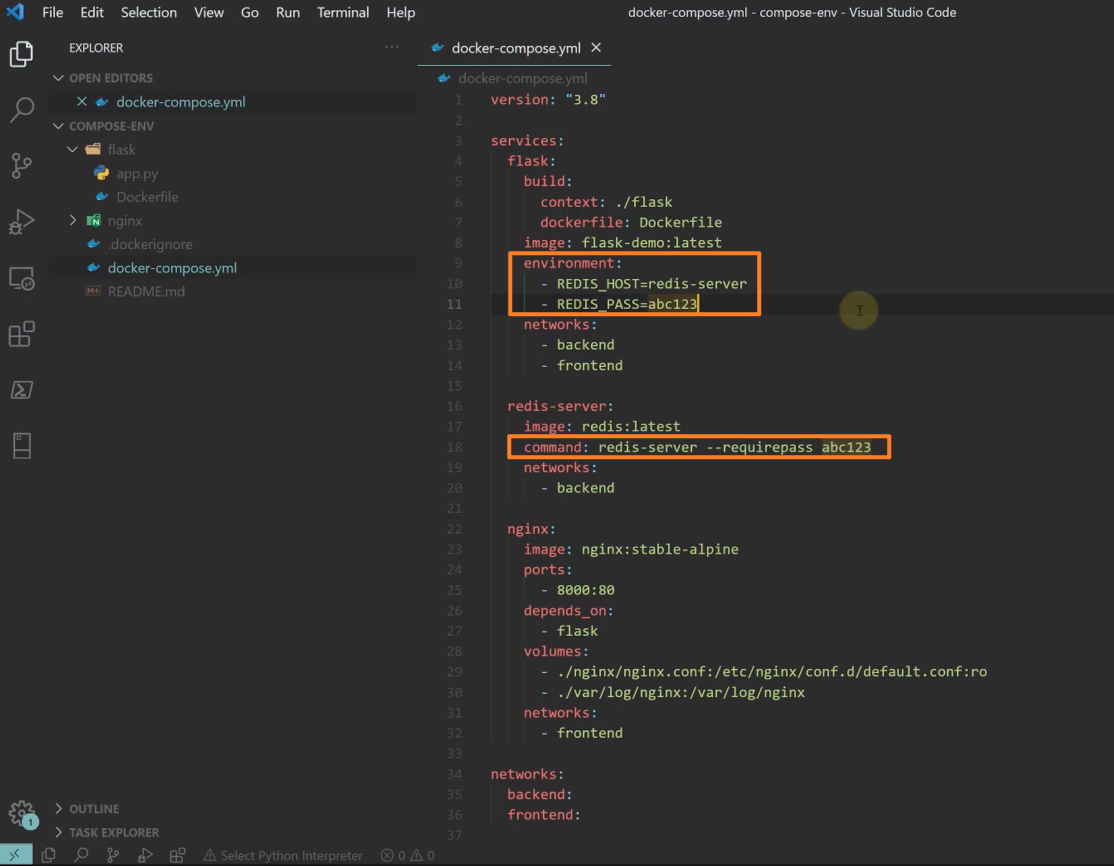 File Edit Selection View Go Run Terminal Help docker-compose.yml - compose-env - Visual Studio Code
EXPLORER ...
OPEN EDITORS
docker-compose.yml
COMPOSE-ENV
flask
app.py
Dockerfile
nginx
.dockerignore
docker-compose.yml
README.md
OUTLINE
TASK EXPLORER
docker-compose.yml
docker-compose.yml
1 version: "3.8"
2
3 services:
4 flask:
5 build:
6 context: ./flask
7 dockerfile: Dockerfile
8 image: flask-demo:latest
9 environment:
10 - REDIS_HOST=redis-server
11 - REDIS_PASS=abc123
12 networks:
13 - backend
14 - frontend
15
16 redis-server:
17 image: redis:latest
18 command: redis-server --requirepass abc123
19 networks:
20 - backend
21
22 nginx:
23 image: nginx:stable-alpine
24 ports:
25 - 8000:80
26 depends_on:
27 - flask
28 volumes:
29 - ./nginx/nginx.conf:/etc/nginx/conf.d/default.conf:ro
30 - ./var/log/nginx:/var/log/nginx
31 networks:
32 - frontend
33
34 networks:
35 backend:
36 frontend:
37
1
Select Python Interpreter 0 0